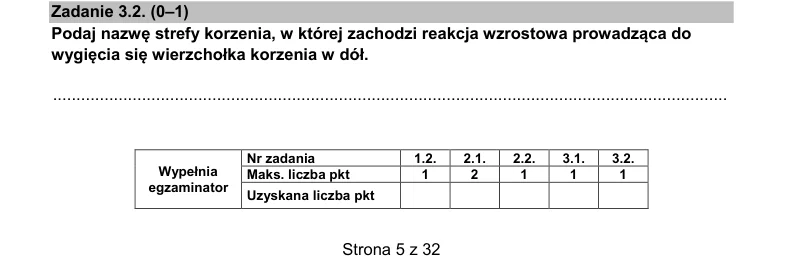 Zadanie 3.2. (0–1)
Podaj nazwę strefy korzenia, w której zachodzi reakcja wzrostowa prowadząca do
wygięcia się wierzchołka korzenia w dół.
....................................................................................................................................................
Wypełnia egzaminator
Nr zadania 1.2. 2.1. 2.2. 3.1. 3.2.
Maks. liczba pkt 1 2 1 1 1
Uzyskana liczba pkt
Strona 5 z 32